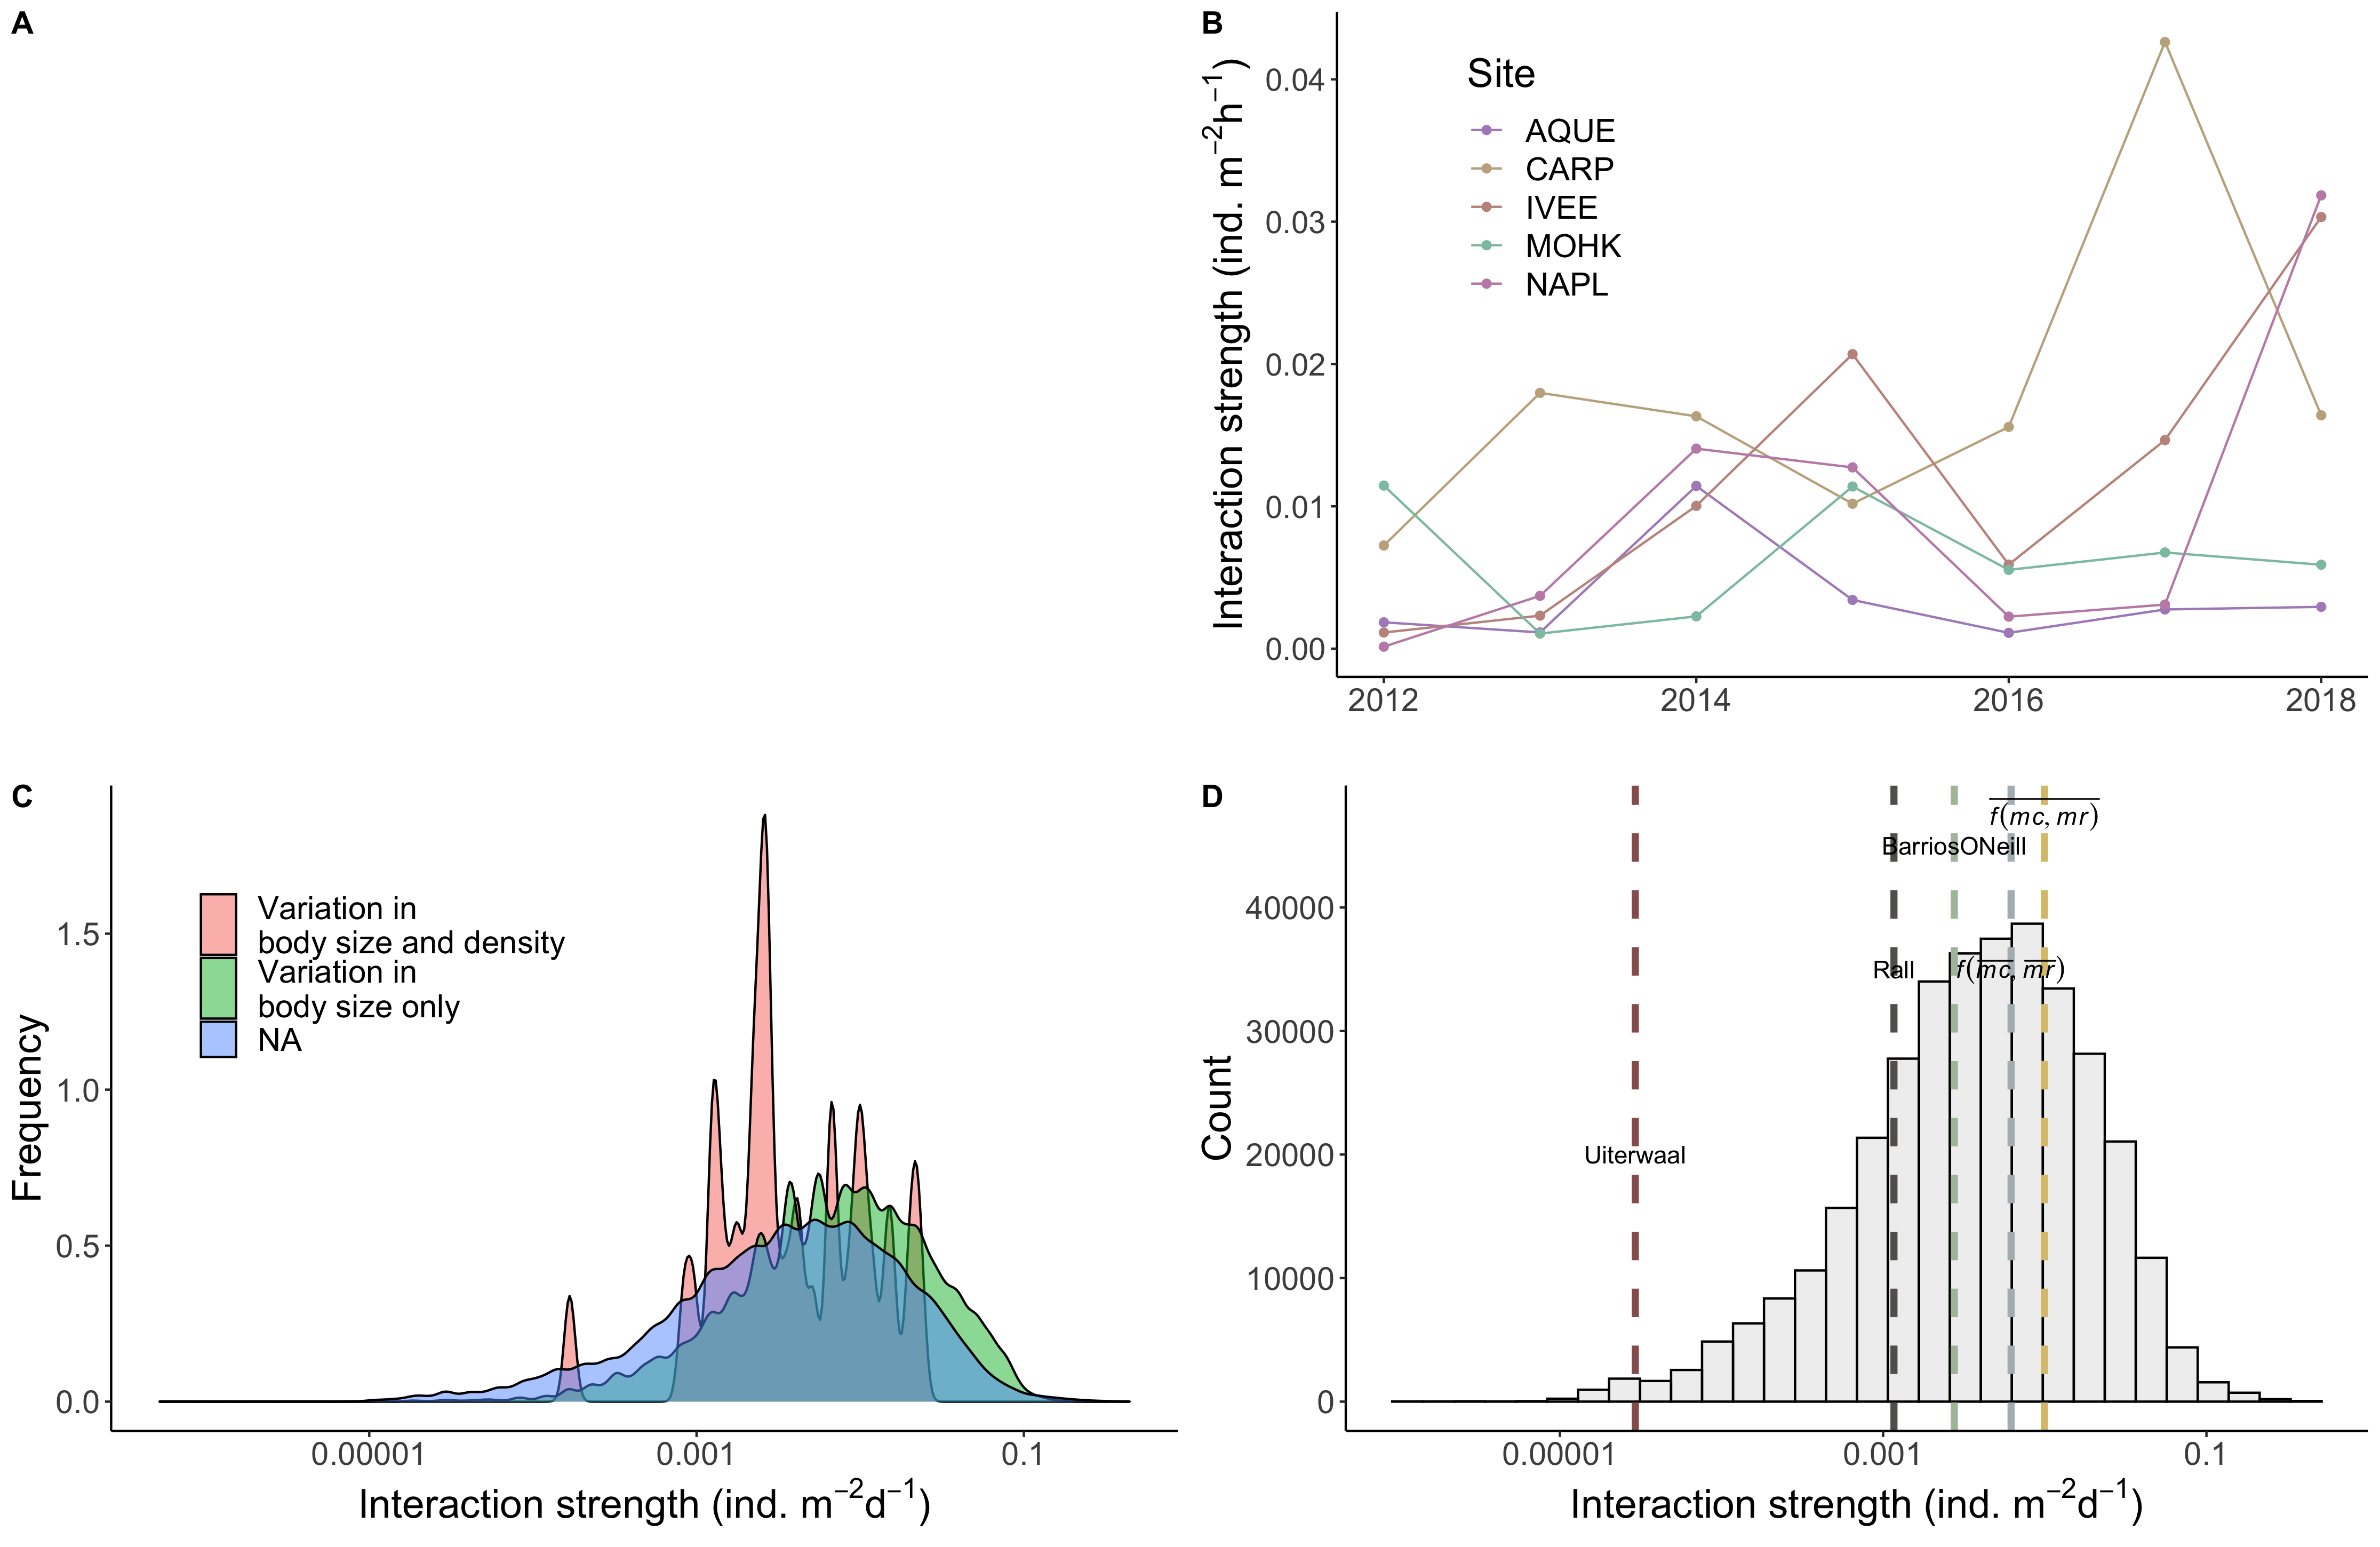 A
B
Interaction strength (ind. m⁻²h⁻¹)
0.04
0.03
0.02
0.01
0.00
Site
AQUE
CARP
IVEE
MOHK
NAPL
2012
2014
2016
2018
C
Frequency
1.5
1.0
0.5
0.0
Variation in
body size and density
Variation in
body size only
NA
0.00001
0.001
0.1
Interaction strength (ind. m⁻²d⁻¹)
D
Count
40000
30000
20000
10000
0
f(mc, mr)
BarriosONeill
Rall
f(mc, mr)
Uiterwaal
0.00001
0.001
0.1
Interaction strength (ind. m⁻²d⁻¹)